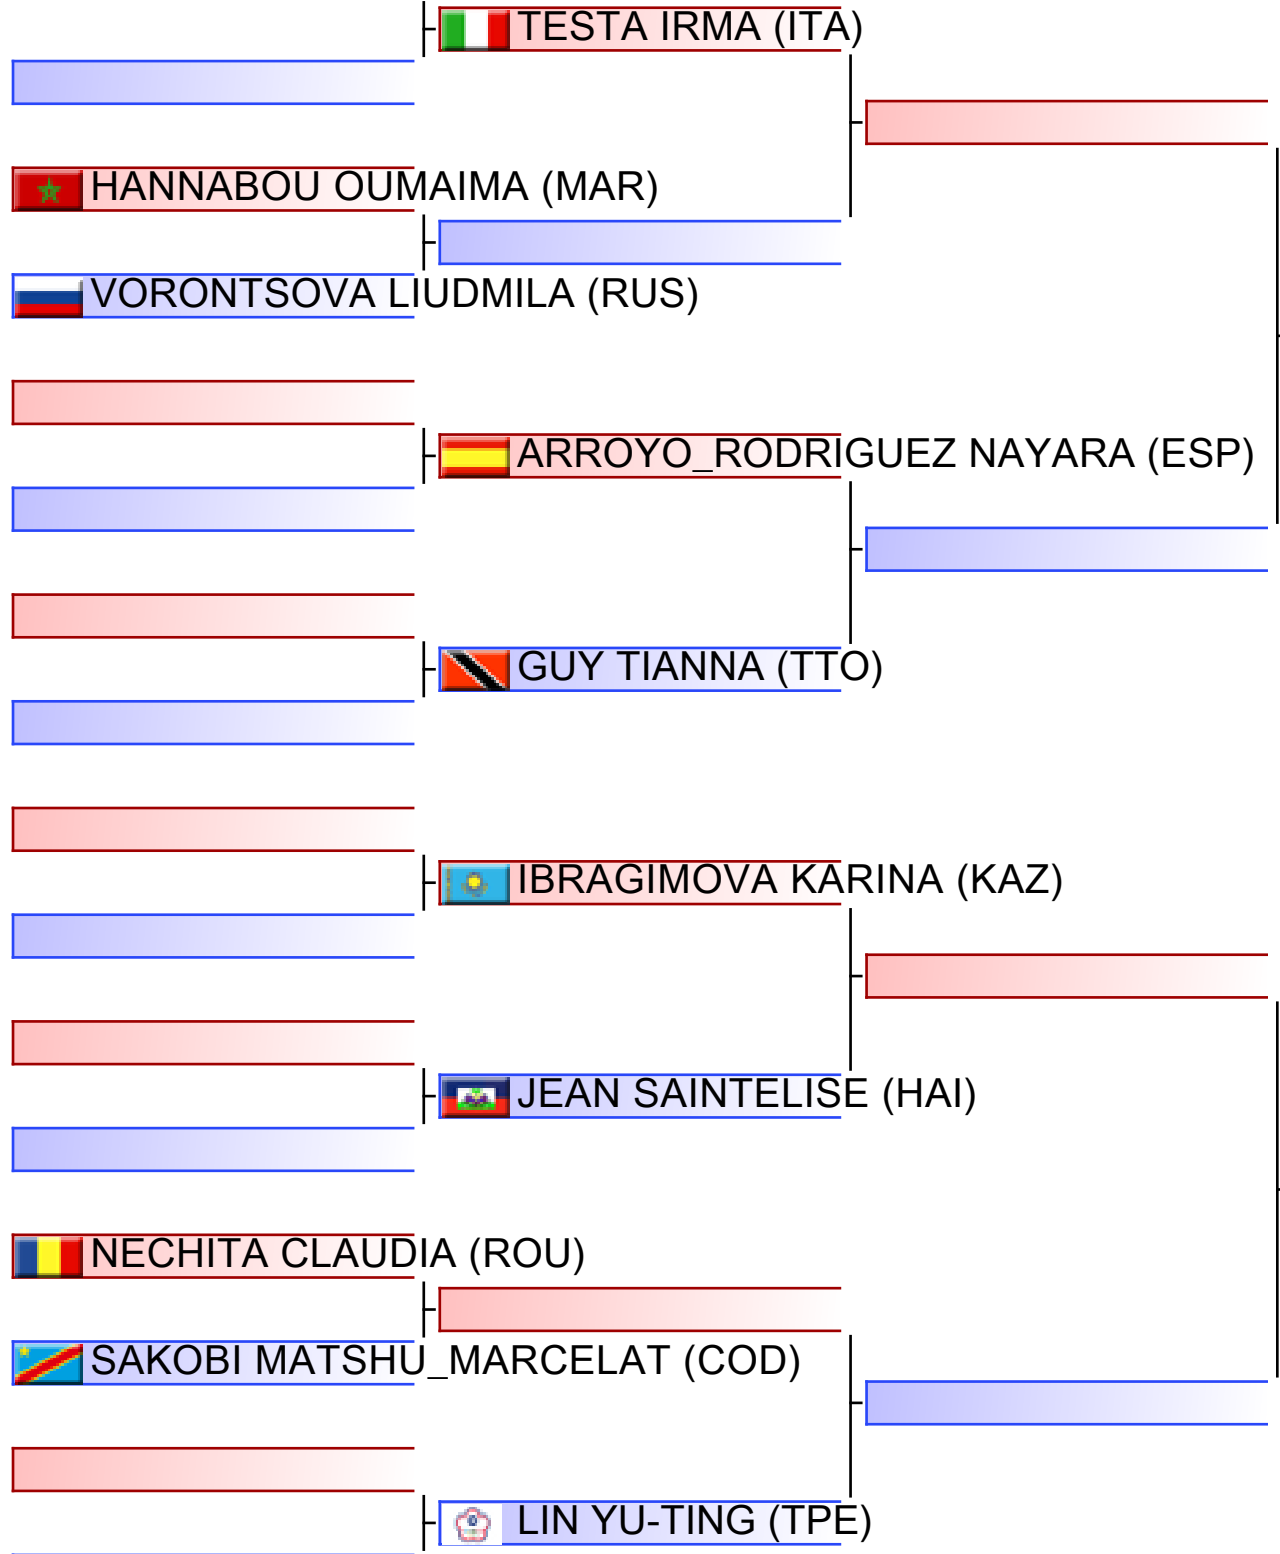 TESTA IRMA (ITA)
HANNABOU OUMAIMA (MAR)
VORONTSOVA LIUDMILA (RUS)
ARROYO_RODRIGUEZ NAYARA (ESP)
GUY TIANNA (TTO)
IBRAGIMOVA KARINA (KAZ)
JEAN SAINTELISE (HAI)
NECHITA CLAUDIA (ROU)
SAKOBI MATSHU_MARCELAT (COD)
LIN YU-TING (TPE)